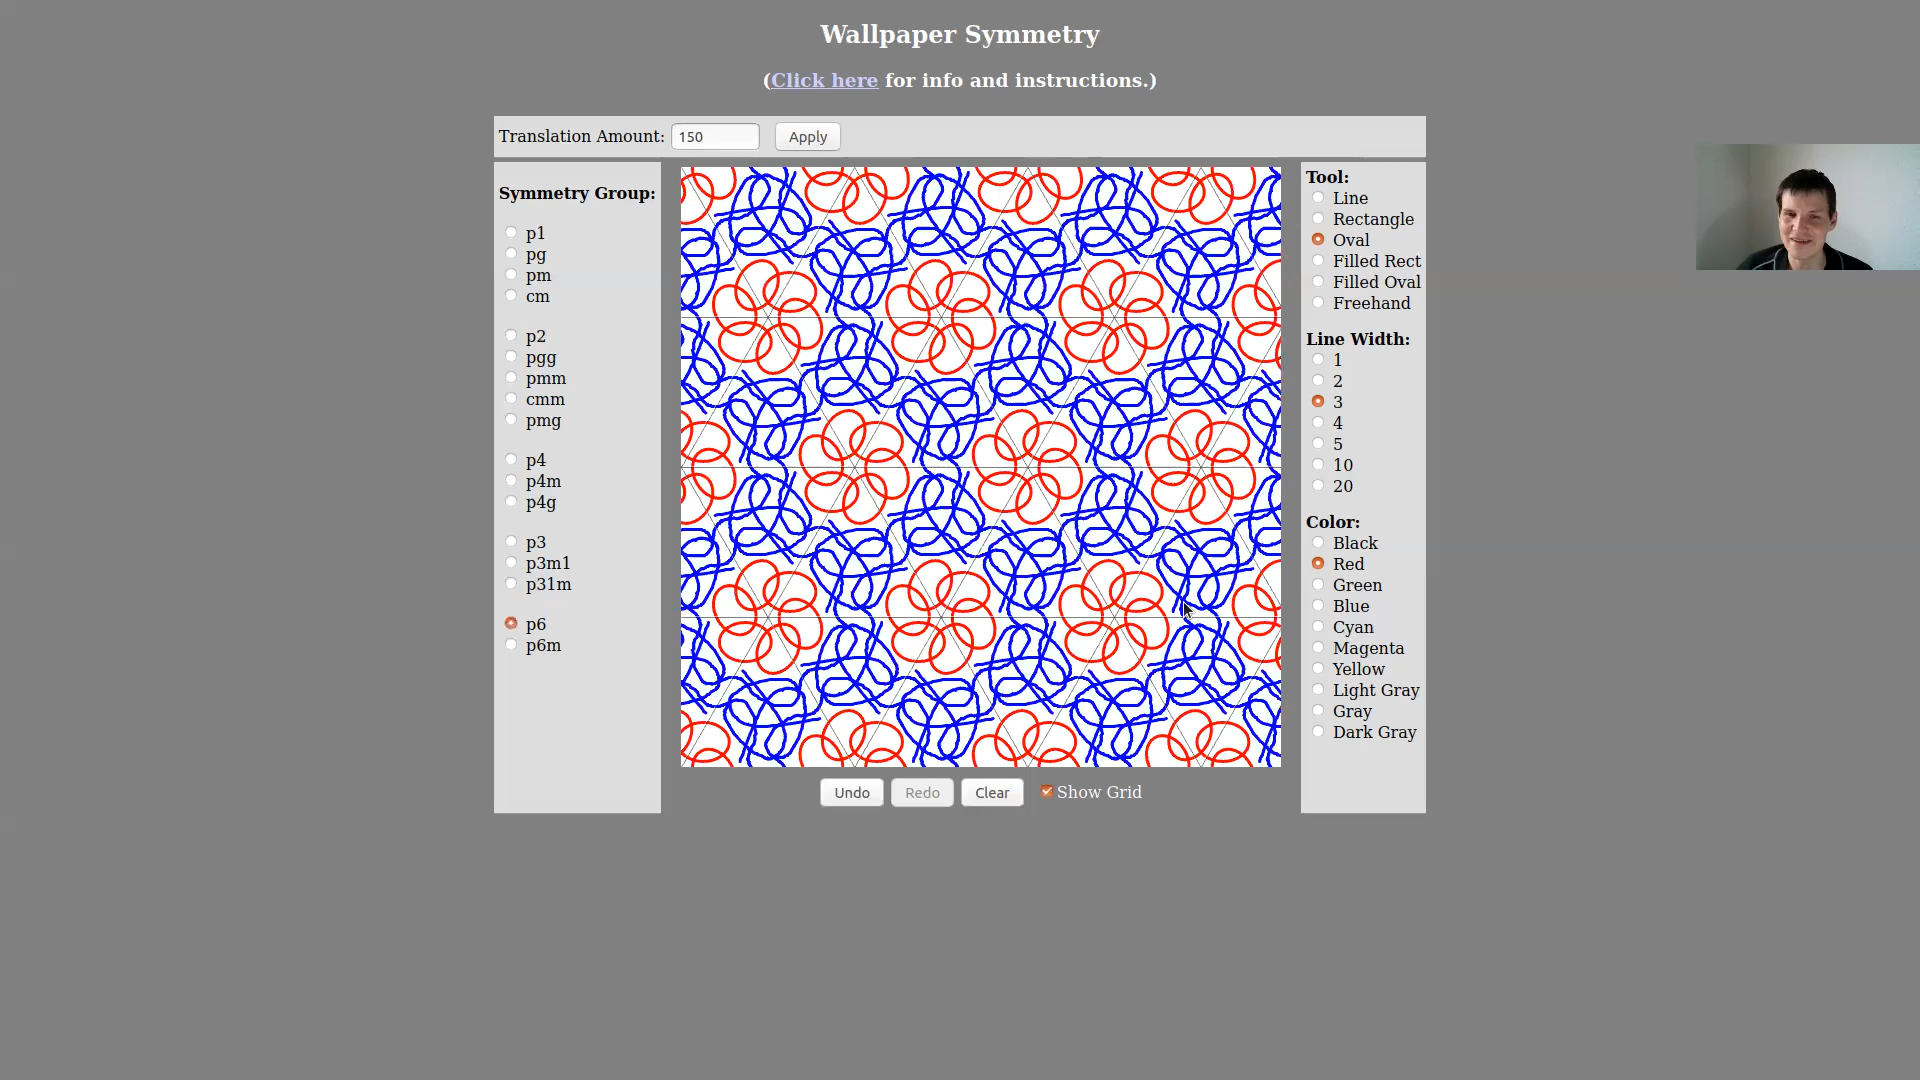 Wallpaper Symmetry
(Click here for info and instructions.)
Translation Amount: 150 Apply
Symmetry Group:
p1
pg
pm
cm
p2
pgg
pmm
cmm
pmg
p4
p4m
p4g
p3
p3m1
p31m
p6
p6m
Tool:
Line
Rectangle
Oval
Filled Rect
Filled Oval
Freehand
Line Width:
1
2
3
4
5
10
20
Color:
Black
Red
Green
Blue
Cyan
Magenta
Yellow
Light Gray
Gray
Dark Gray
Undo Redo Clear Show Grid